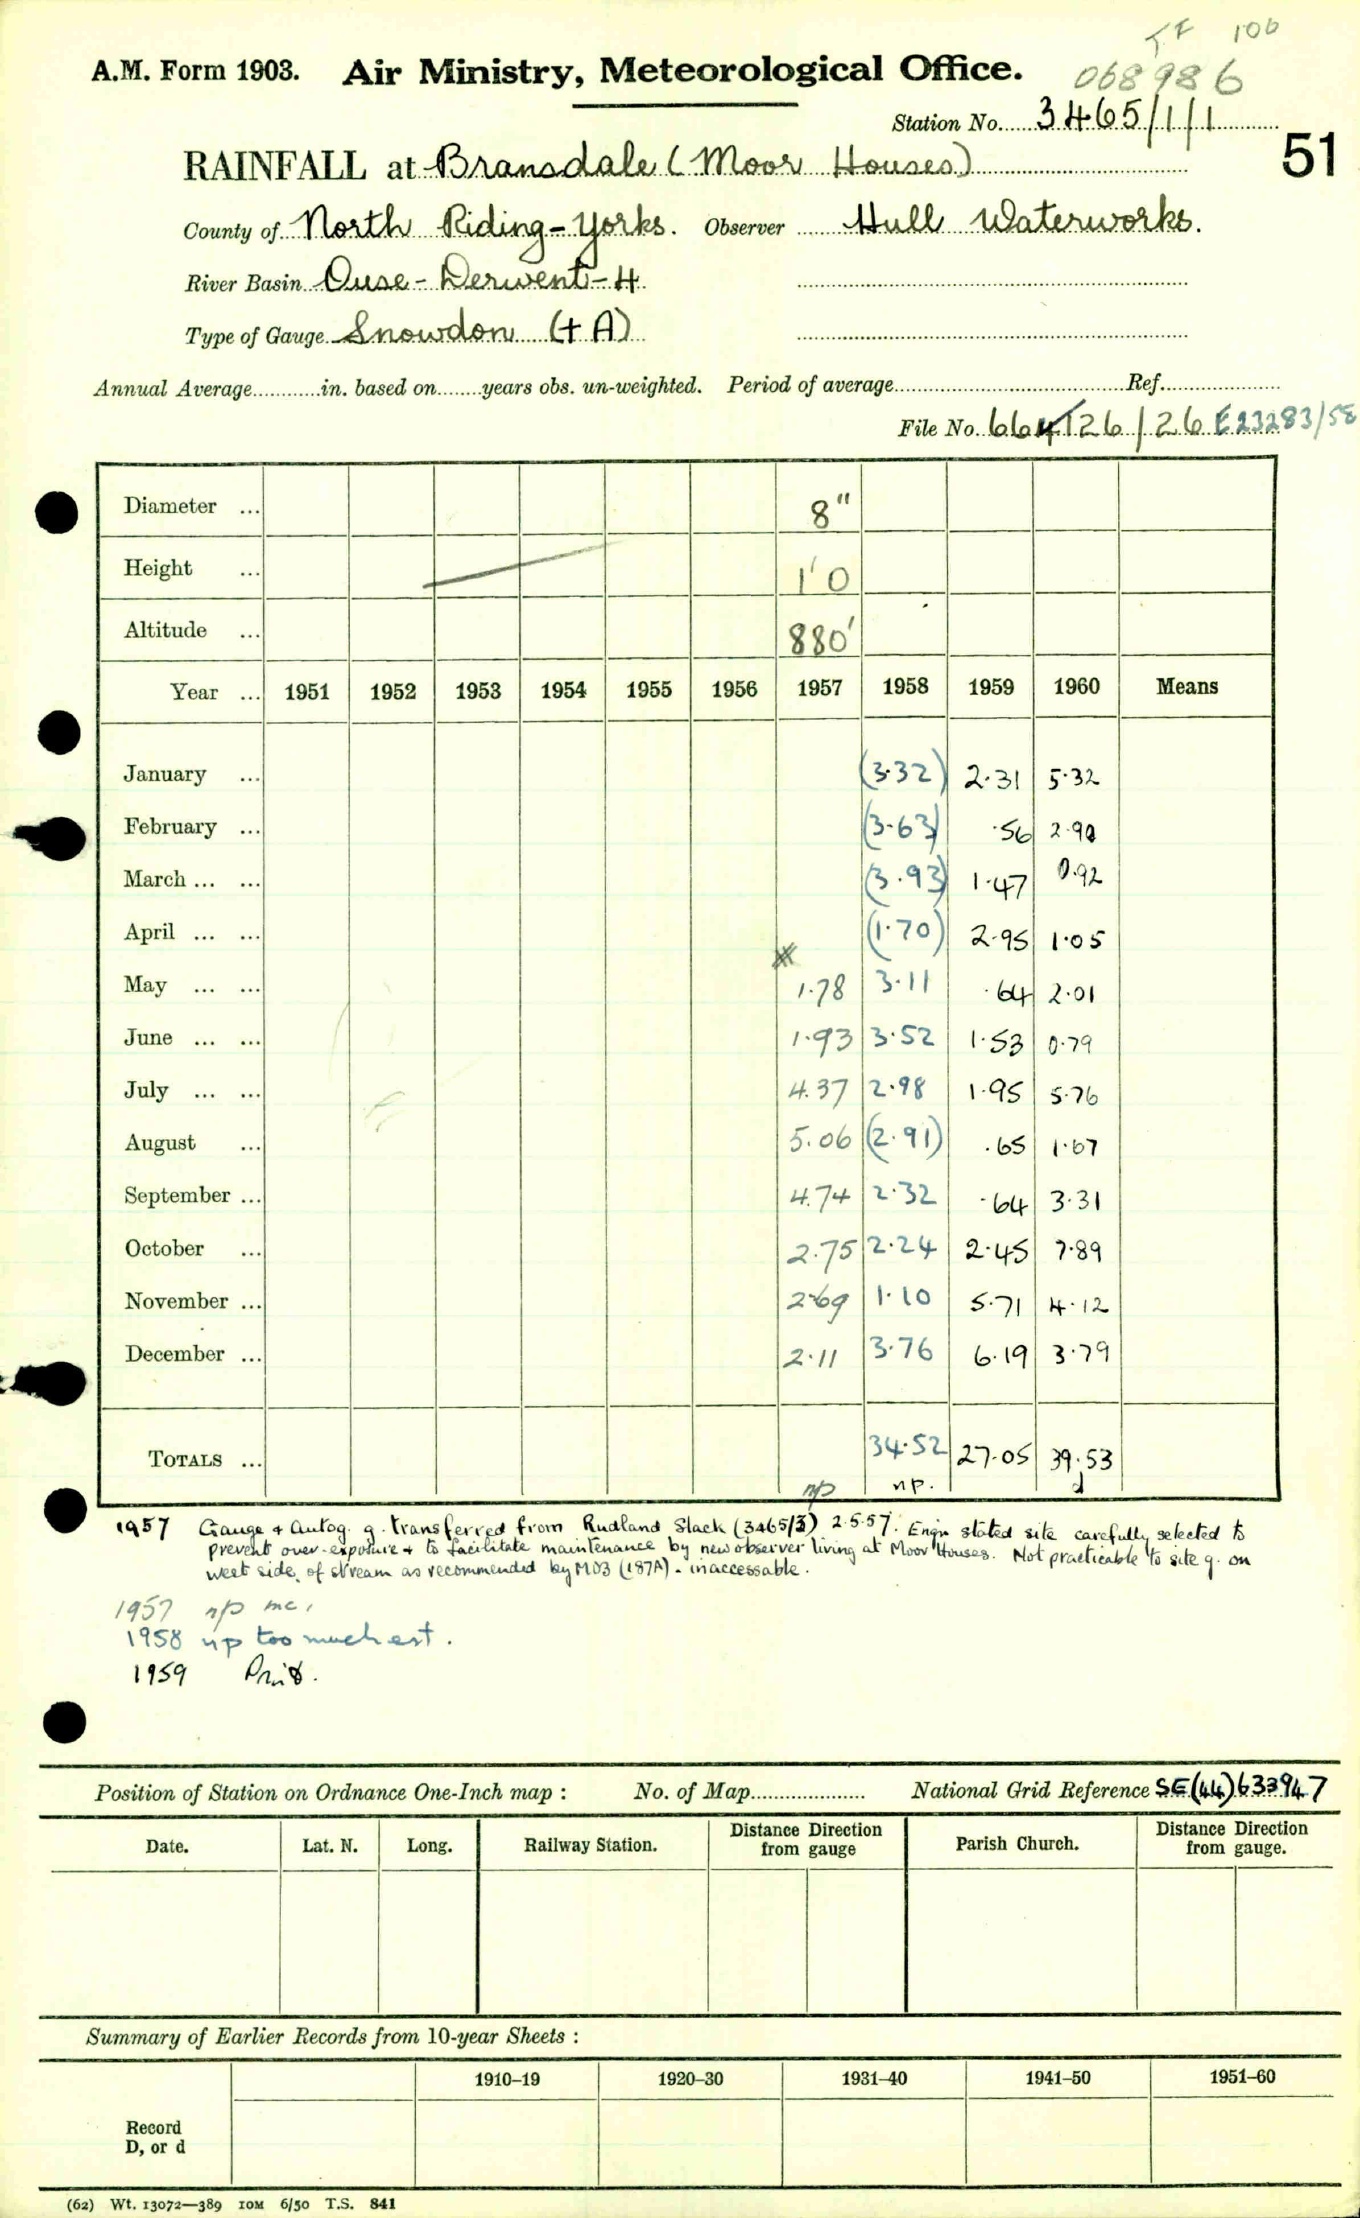 T.F 106
A.M. Form 1903. Air Ministry, Meteorological Office. 068986
Station No. 3465/1/1
51
RAINFALL at Bransdale (Moor Houses)
County of North Riding-Yorks. Observer Hull Waterworks.
River Basin Ouse-Derwent-4
Type of Gauge Snowdon (+A)
Annual Average............in. based on.......years obs. un-weighted. Period of average.......... Ref..........
File No. 664126/26 E23283/58
Diameter ... 8"
Height ... 1'0
Altitude ... 880'
Year ... 1951 1952 1953 1954 1955 1956 1957 1958 1959 1960 Means
January ... (3.32) 2.31 5.32
February ... (3.63) .56 2.90
March ... ... (3.93) 1.47 0.92
April ... ... (1.70) 2.95 1.05
May ... ... 1.78 3.11 .64 2.01
June ... ... 1.93 3.52 1.53 0.79
July ... ... 4.37 2.98 1.95 5.76
August ... 5.06 (2.91) .65 1.67
September ... 4.74 2.32 .64 3.31
October ... 2.75 2.24 2.45 7.89
November ... 2.69 1.10 5.71 4.12
December ... 2.11 3.76 6.19 3.79
TOTALS ... 34.52 27.05 39.53
np np. d
1957 Gauge & Autog. g. transferred from Rudland Slack (3465/3) 2.5.57. Engr stated site carefully selected to
prevent over-exposure & to facilitate maintenance by new observer living at Moor Houses. Not practicable to site g. on
west side of stream as recommended by MO3 (187A) - inaccessable.
1957 np inc.
1958 np too much est.
1959 Print.
Position of Station on Ordnance One-Inch map : No. of Map.......... National Grid Reference SE(44)633947
Date. Lat. N. Long. Railway Station. Distance Direction from gauge Parish Church. Distance Direction from gauge.
Summary of Earlier Records from 10-year Sheets :
1910–19 1920–30 1931–40 1941–50 1951–60
Record
D, or d
(62) Wt. 13072—389 10M 6/50 T.S. 841